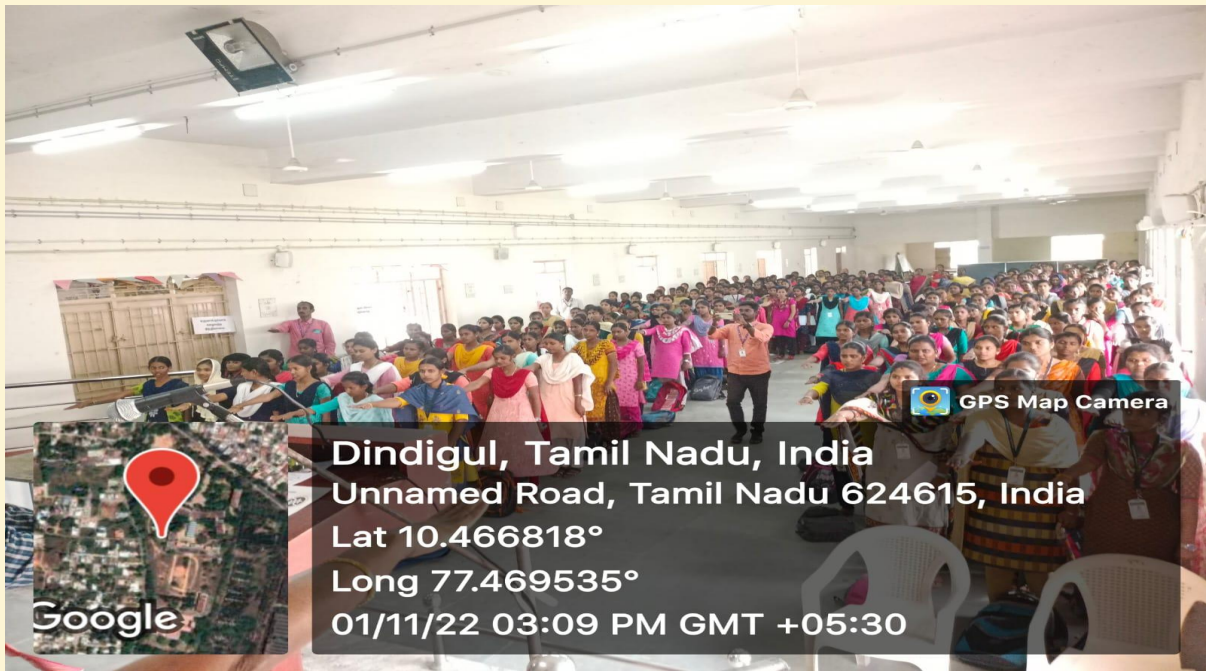 GPS Map Camera
Dindigul, Tamil Nadu, India
Unnamed Road, Tamil Nadu 624615, India
Lat 10.466818°
Long 77.469535°
01/11/22 03:09 PM GMT +05:30
Google